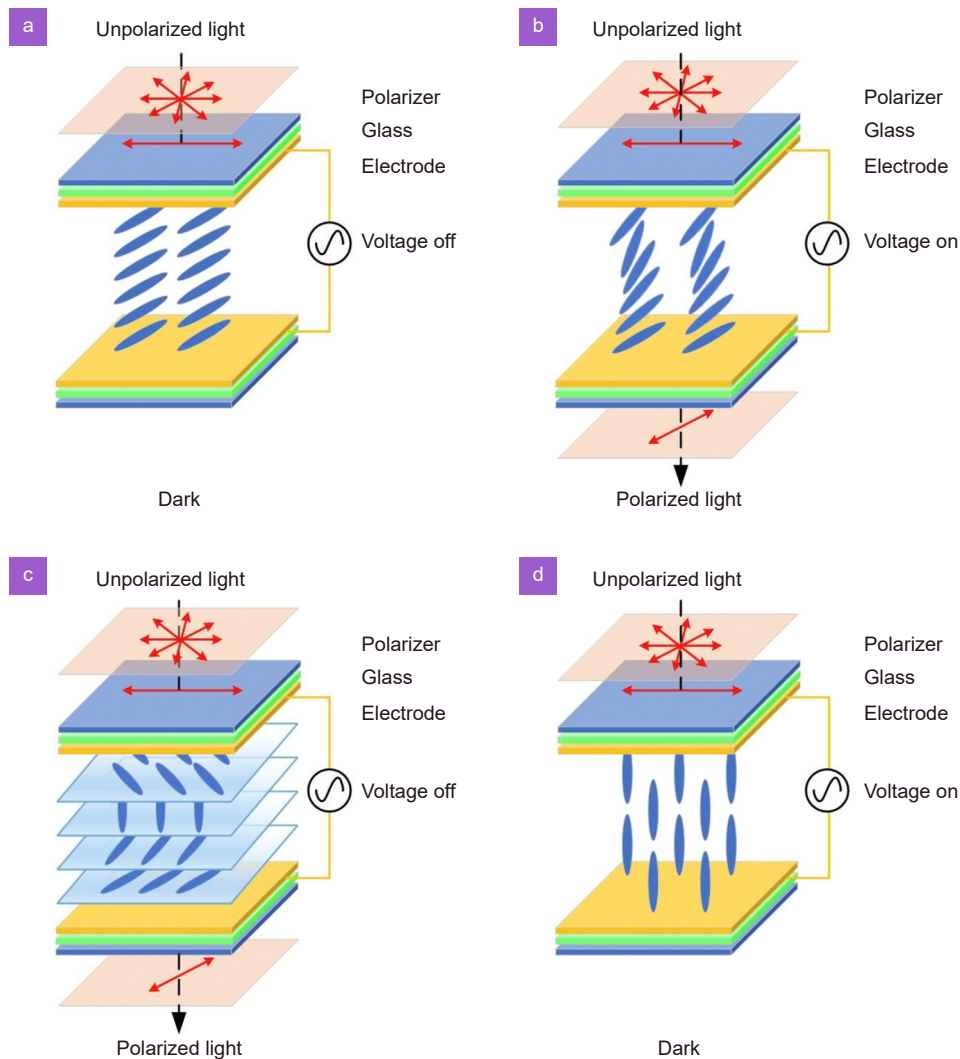 a
Unpolarized light
Polarizer
Glass
Electrode
Voltage off
Dark
b
Unpolarized light
Polarizer
Glass
Electrode
Voltage on
Polarized light
c
Unpolarized light
Polarizer
Glass
Electrode
Voltage off
Polarized light
d
Unpolarized light
Polarizer
Glass
Electrode
Voltage on
Dark